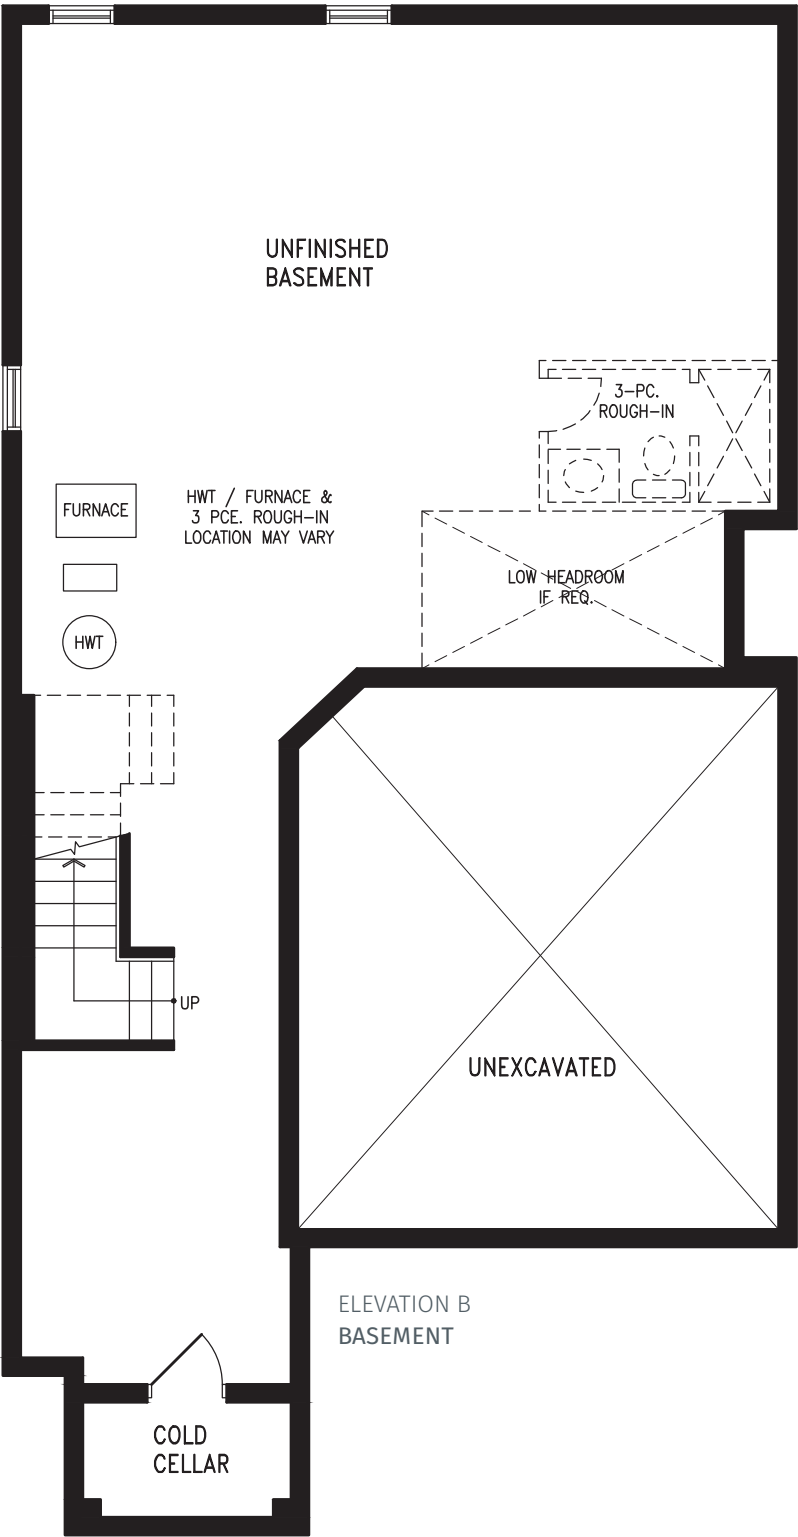 UNFINISHED
BASEMENT
3-PC.
ROUGH-IN
FURNACE
HWT / FURNACE &
3 PCE. ROUGH-IN
LOCATION MAY VARY
LOW HEADROOM
IF REQ.
HWT
UP
UNEXCAVATED
ELEVATION B
BASEMENT
COLD
CELLAR